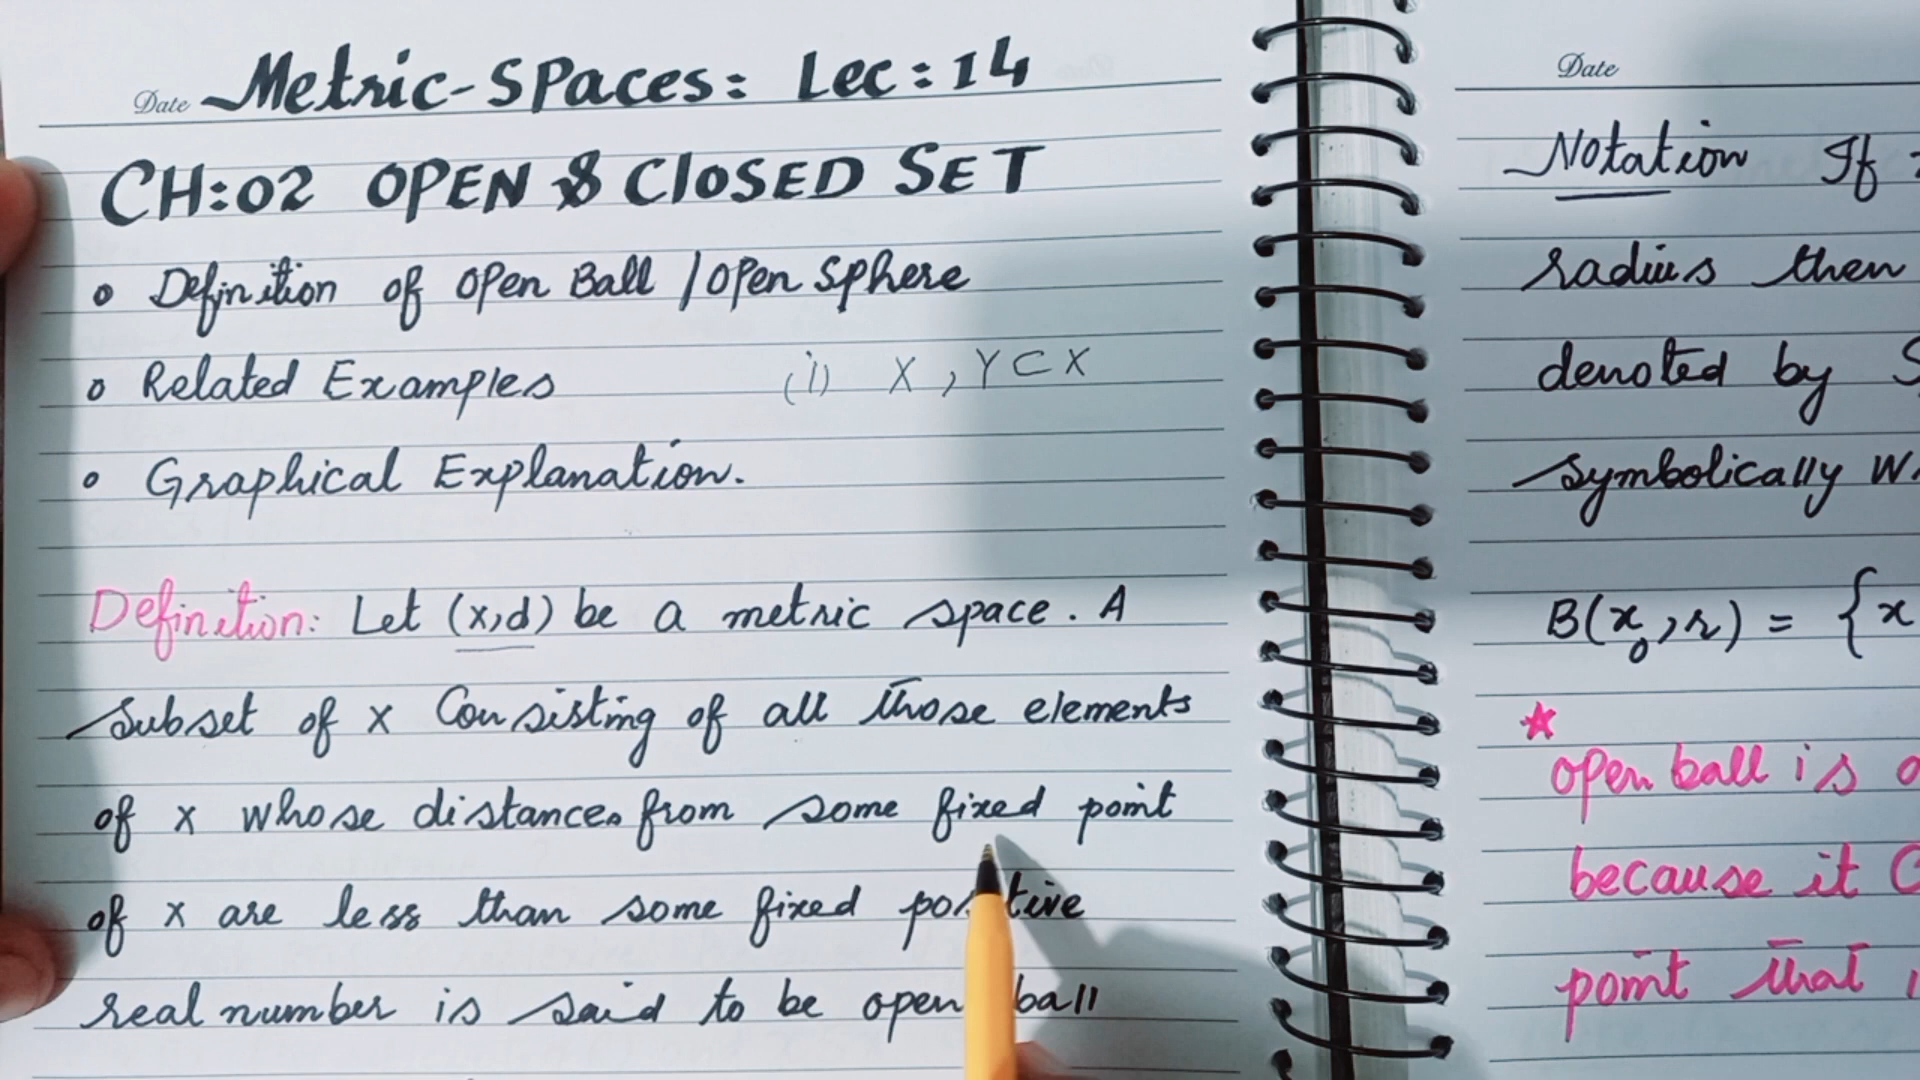 Date Metric-Spaces: Lec:14
CH:02 OPEN & ClOSED SET
Definition of open Ball / open Sphere
Related Examples (i) X , Y ⊂ X
Graphical Explanation.
Definition: Let (x,d) be a metric space. A
subset of x Consisting of all those elements
of x whose distances from some fixed point
of x are less than some fixed positive
real number is said to be open ball
Date
Notation If
radius then
denoted by S
symbolically
B(x₀,r) = {x
open ball is
because it
point that